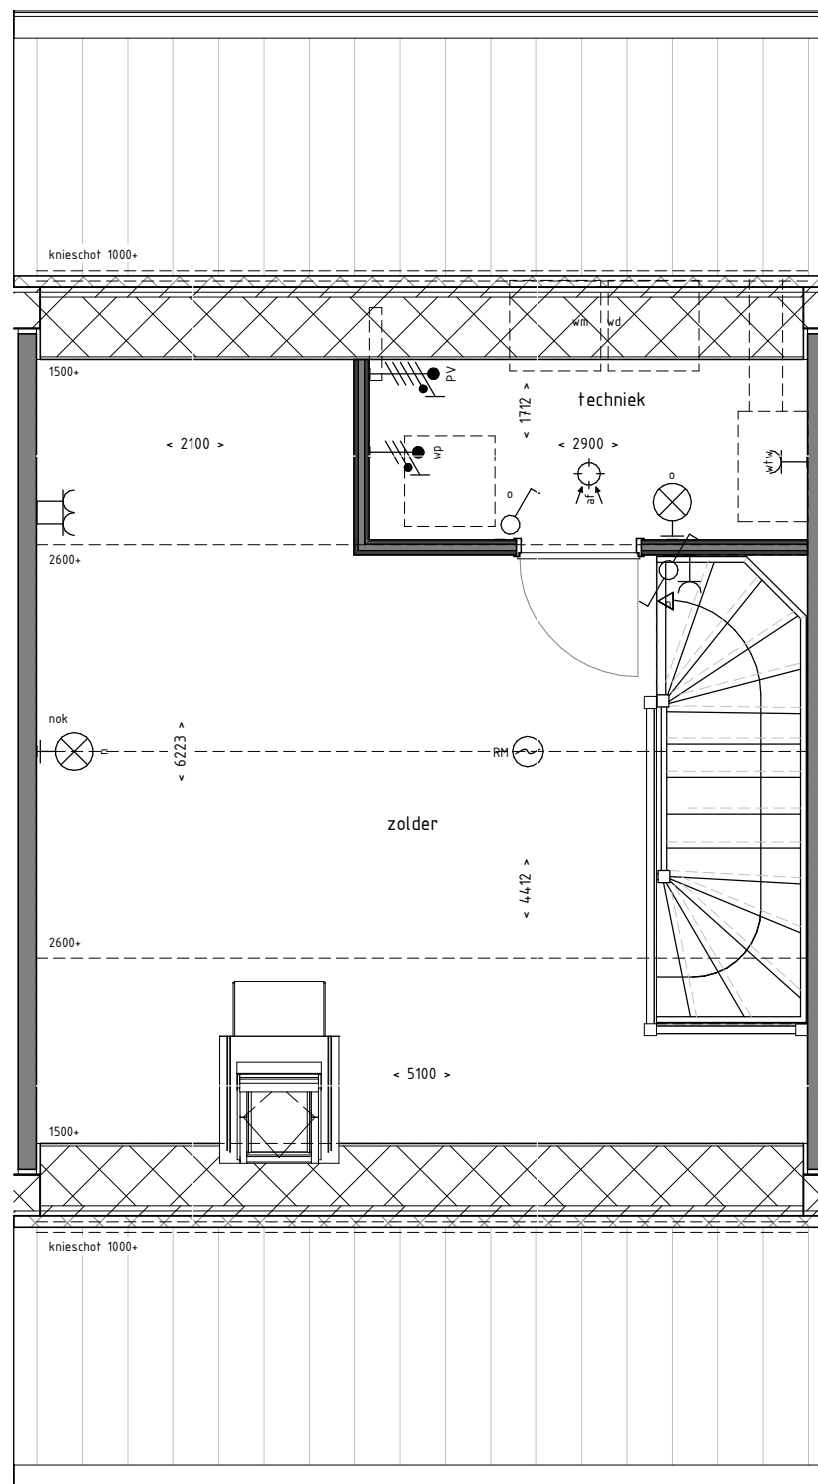 knieschot 1000+
wm wd
1500+
PV
1712
techniek
< 2100 >
< 2900 >
wp
wtw
o
af
o
2600+
nok
n
< 6223 >
RM
zolder
< 4412 >
2600+
< 5100 >
1500+
knieschot 1000+